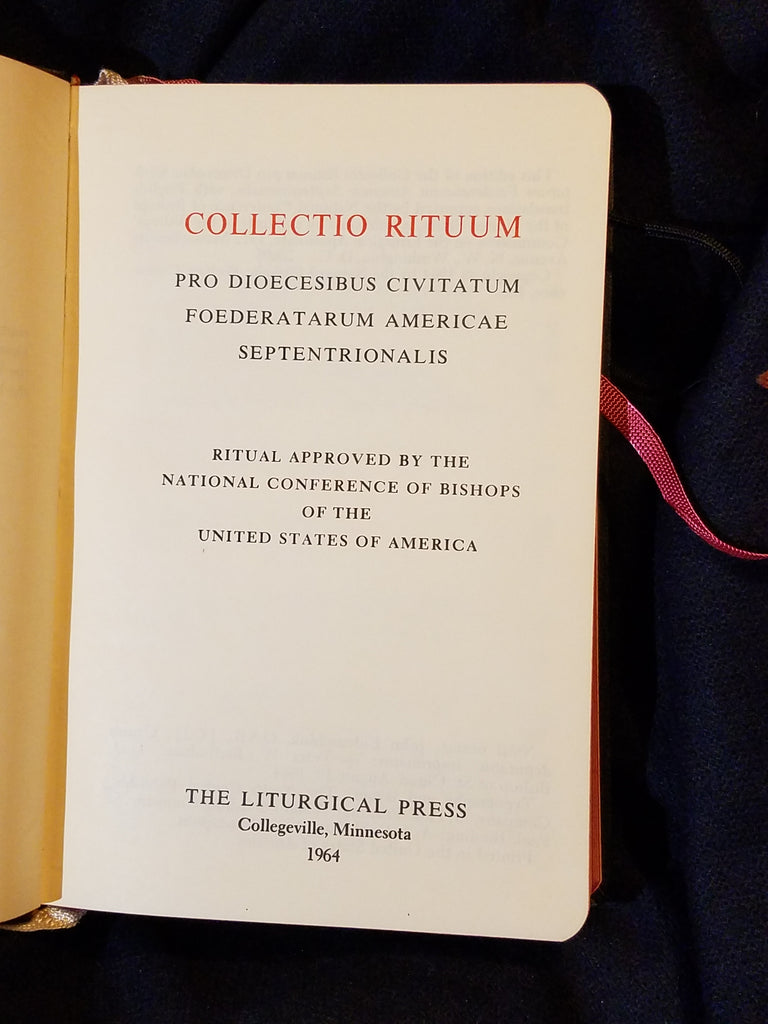 COLLECTIO RITUUM
PRO DIOECESIBUS CIVITATUM
FOEDERATARUM AMERICAE
SEPTENTRIONALIS
RITUAL APPROVED BY THE
NATIONAL CONFERENCE OF BISHOPS
OF THE
UNITED STATES OF AMERICA
THE LITURGICAL PRESS
Collegeville, Minnesota
1964